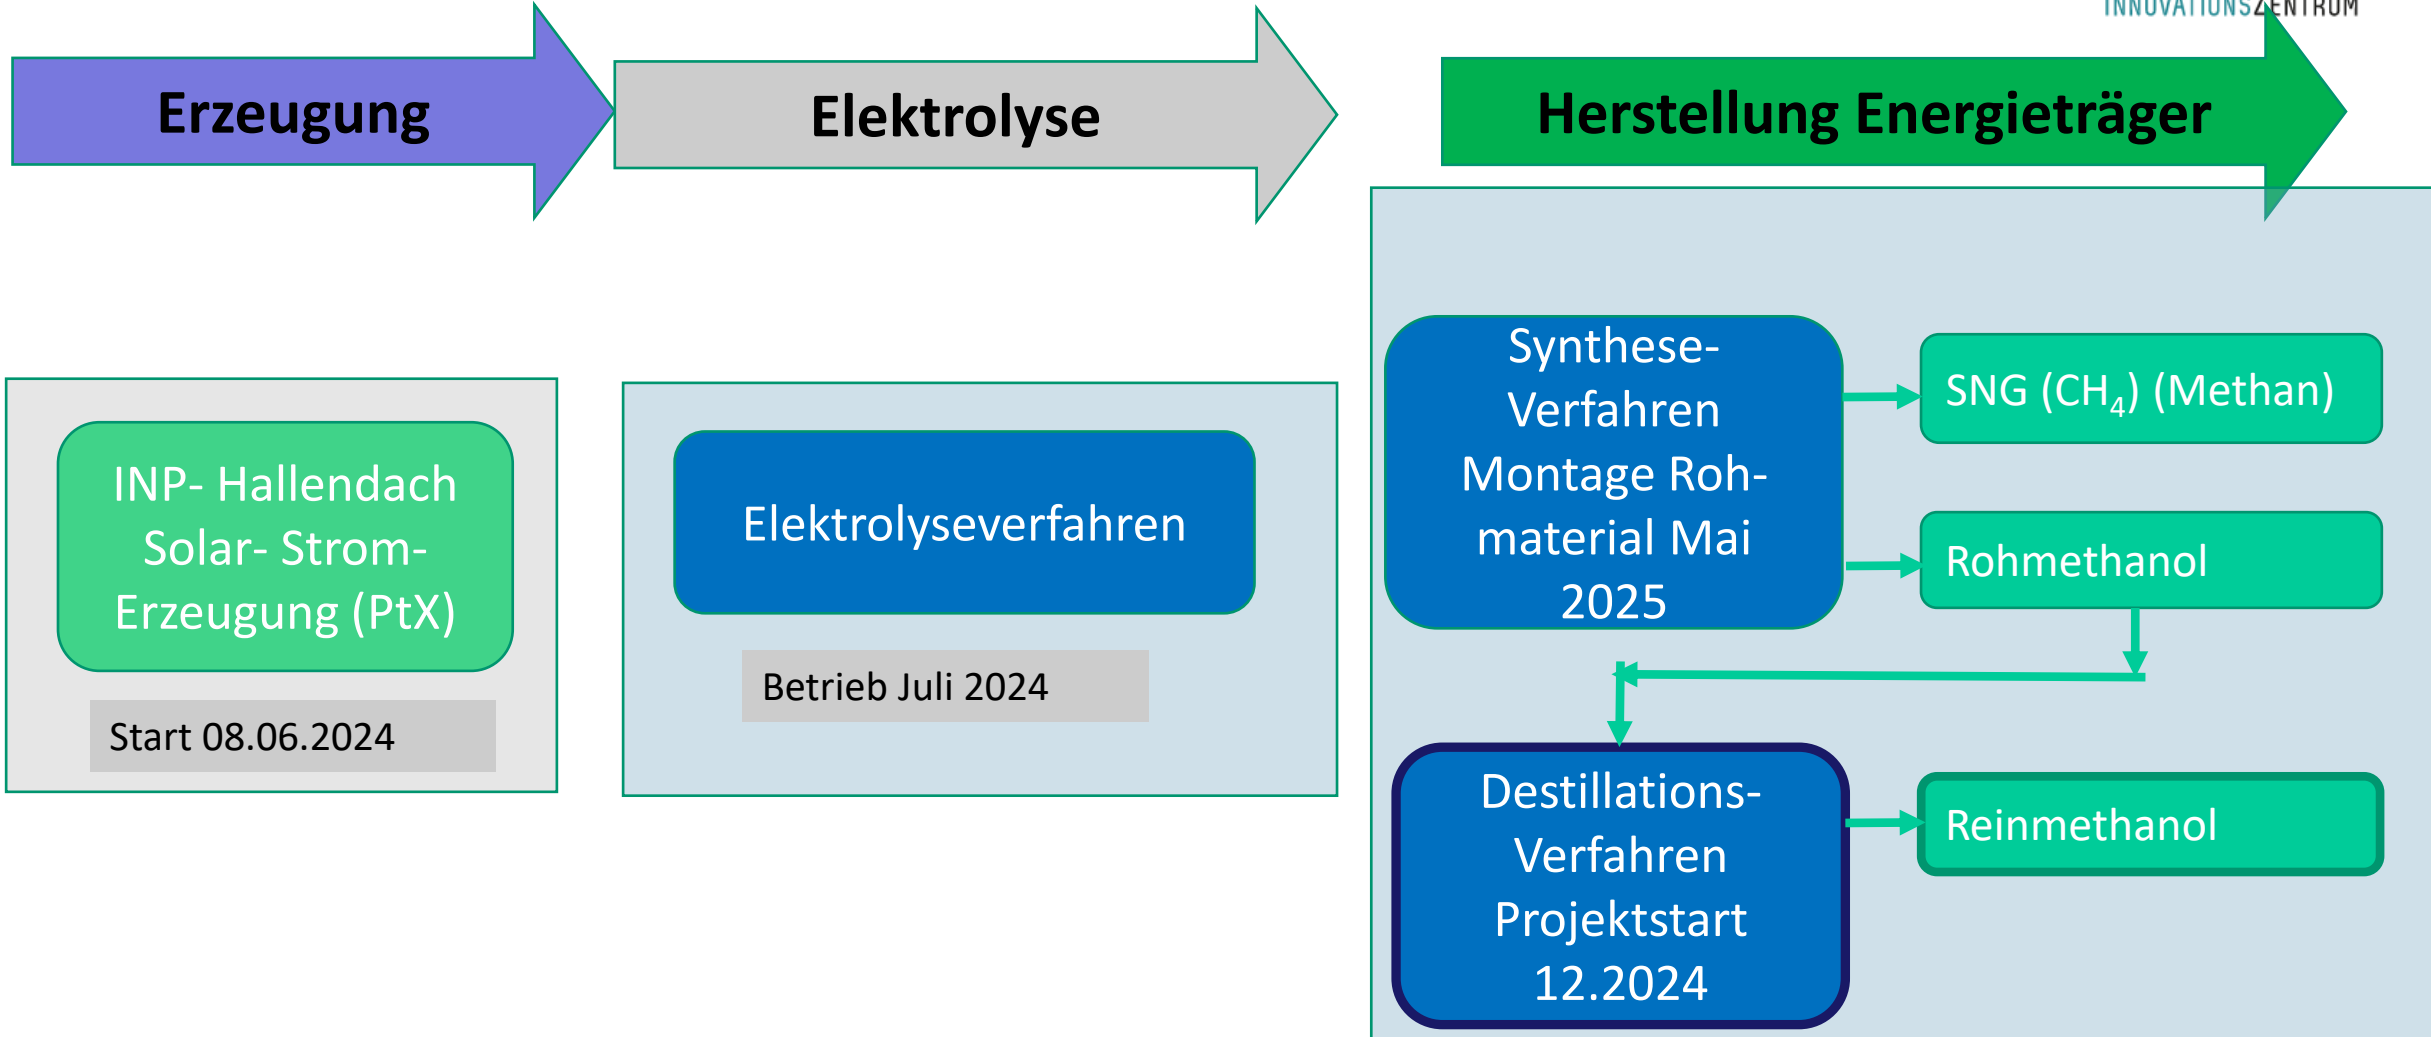 INNOVATIONSZENTRUM
Erzeugung
Elektrolyse
Herstellung Energieträger
INP- Hallendach
Solar- Strom-
Erzeugung (PtX)
Start 08.06.2024
Elektrolyseverfahren
Betrieb Juli 2024
Synthese-
Verfahren
Montage Roh-
material Mai
2025
SNG (CH₄) (Methan)
Rohmethanol
Destillations-
Verfahren
Projektstart
12.2024
Reinmethanol